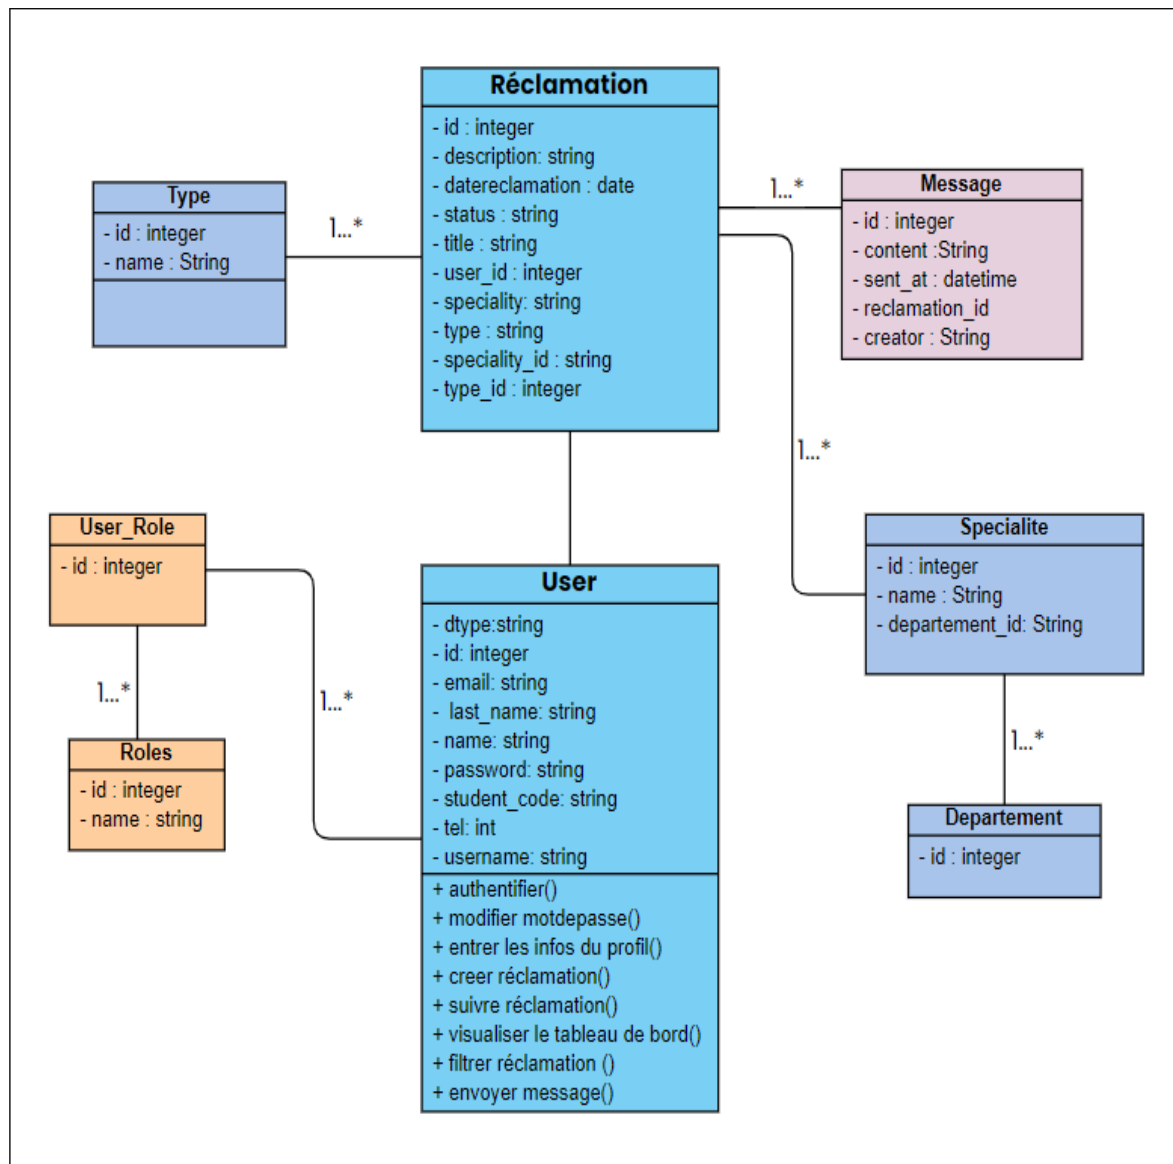 Réclamation
- id : integer
- description: string
- datereclamation : date
- status : string
- title : string
- user_id : integer
- speciality: string
- type : string
- speciality_id : string
- type_id : integer
Type
- id : integer
- name : String
1...*
1...*
Message
- id : integer
- content :String
- sent_at : datetime
- reclamation_id
- creator : String
1...*
User_Role
- id : integer
1...*
Roles
- id : integer
- name : string
1...*
User
- dtype:string
- id: integer
- email: string
- last_name: string
- name: string
- password: string
- student_code: string
- tel: int
- username: string
+ authentifier()
+ modifier motdepasse()
+ entrer les infos du profil()
+ creer réclamation()
+ suivre réclamation()
+ visualiser le tableau de bord()
+ filtrer réclamation ()
+ envoyer message()
Specialite
- id : integer
- name : String
- departement_id: String
1...*
Departement
- id : integer